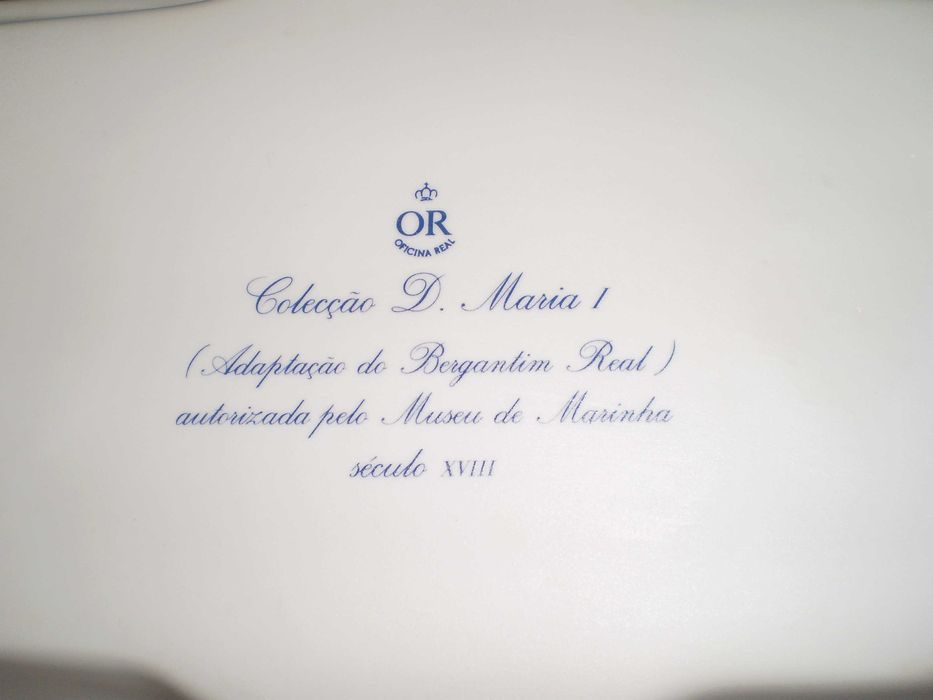 OR
OFICINA REAL
Colecção D. Maria I
(Adaptação do Bergantim Real)
autorizada pelo Museu de Marinha
século XVIII